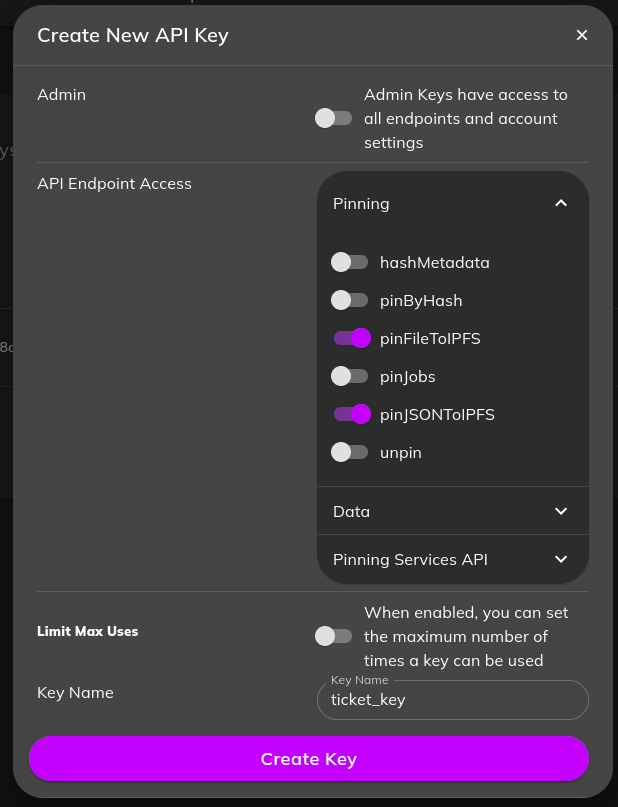 Create New API Key
Admin
Admin Keys have access to
all endpoints and account
settings
API Endpoint Access
Pinning
hashMetadata
pinByHash
pinFileToIPFS
pinJobs
pinJSONToIPFS
unpin
Data
Pinning Services API
Limit Max Uses
When enabled, you can set
the maximum number of
times a key can be used
Key Name
Key Name
ticket_key
Create Key